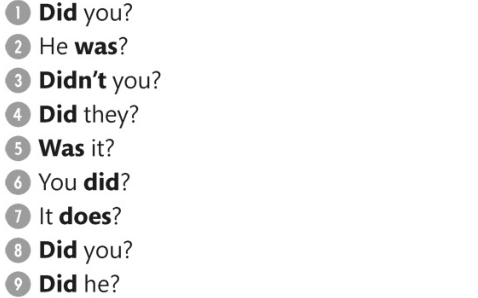 1 Did you?
2 He was?
3 Didn't you?
4 Did they?
5 Was it?
6 You did?
7 It does?
8 Did you?
9 Did he?